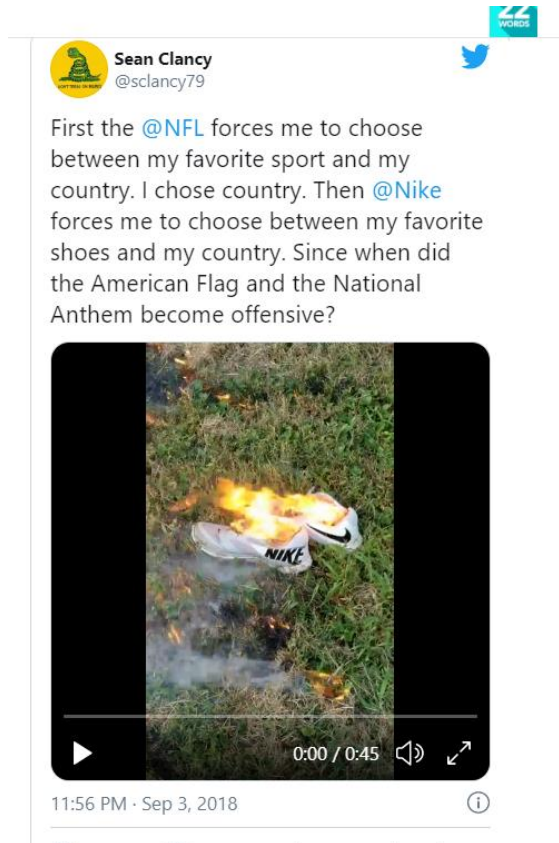 22
WORDS
Sean Clancy
@sclancy79
First the @NFL forces me to choose
between my favorite sport and my
country. I chose country. Then @Nike
forces me to choose between my favorite
shoes and my country. Since when did
the American Flag and the National
Anthem become offensive?
NIKE
0:00 / 0:45
11:56 PM · Sep 3, 2018